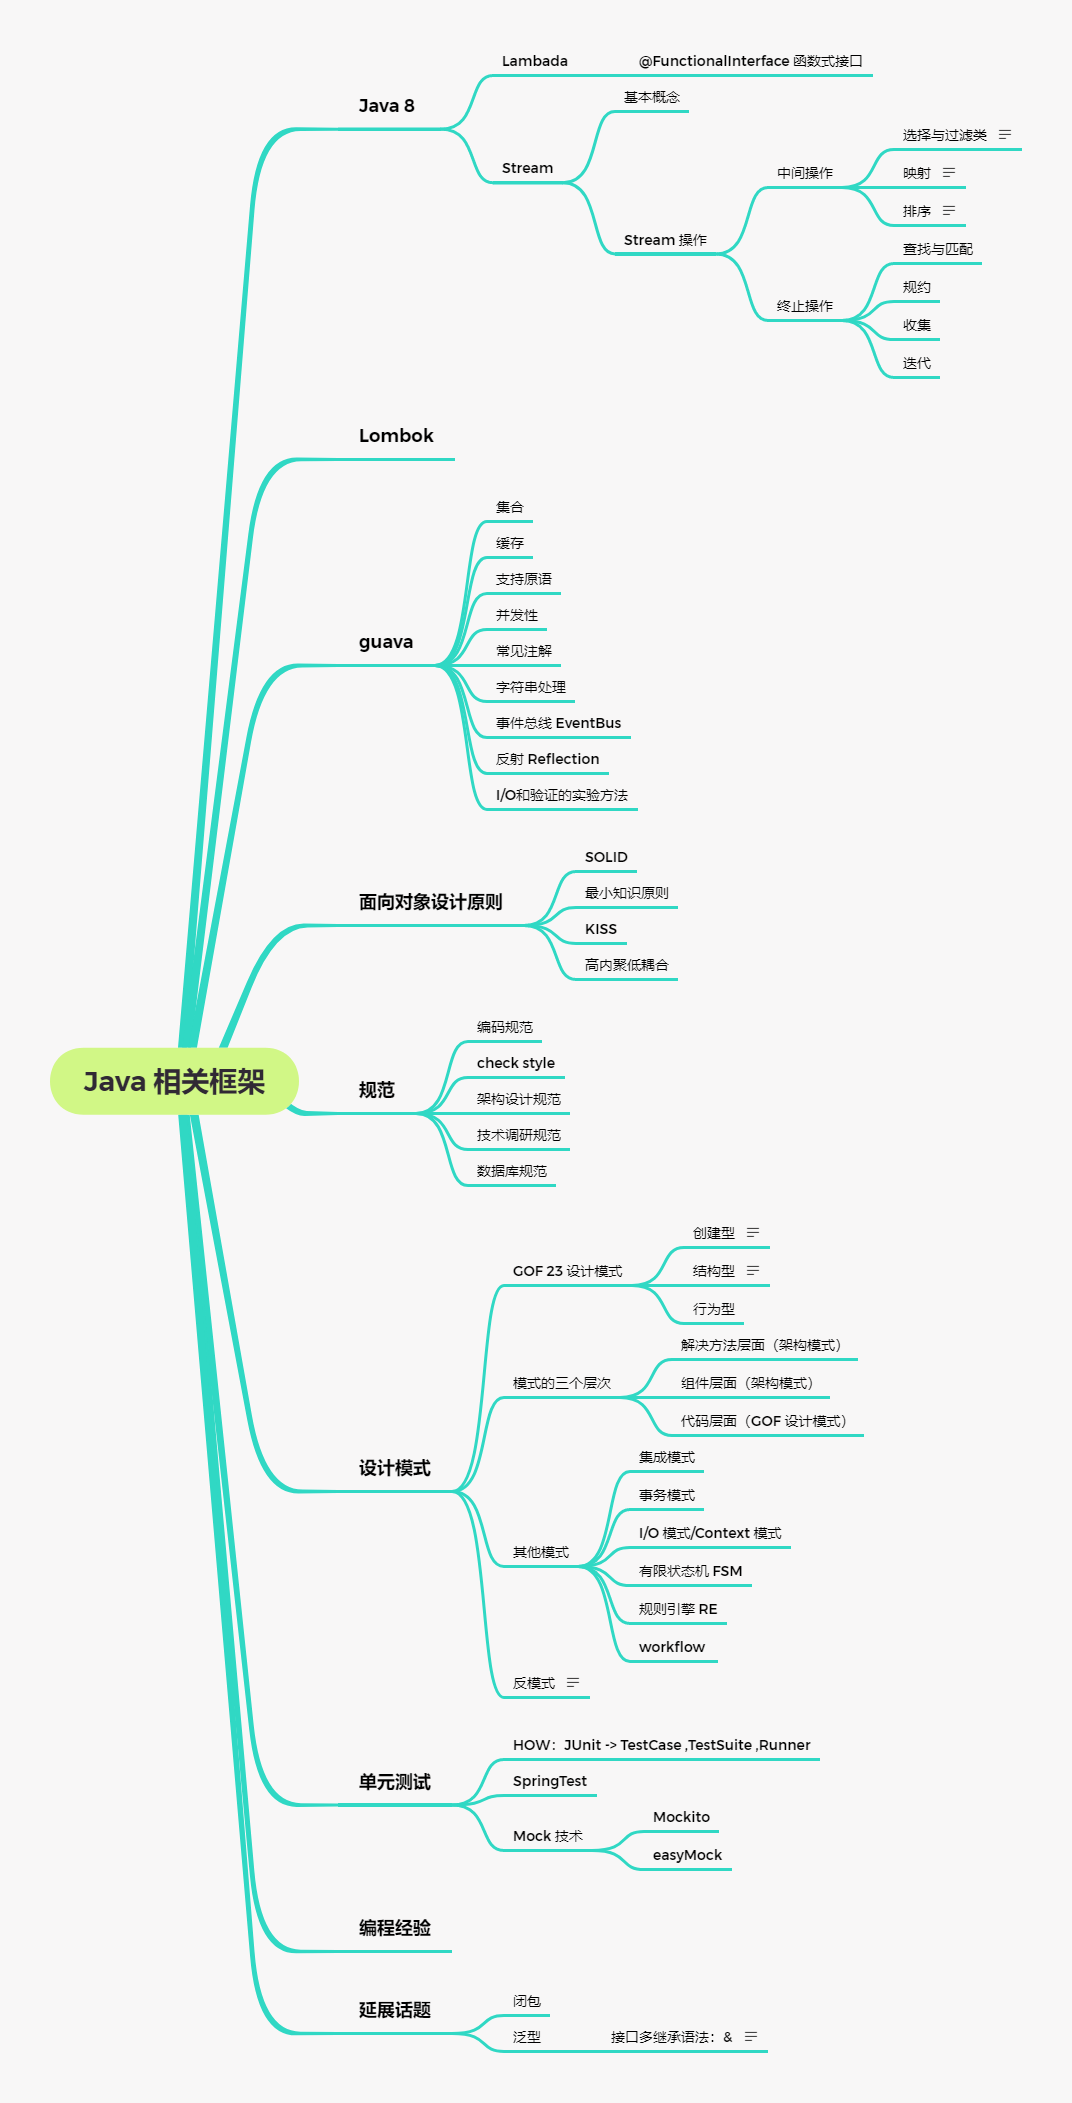 Java 相关框架
Java 8
Lambada
@FunctionalInterface 函数式接口
Stream
基本概念
Stream 操作
中间操作
选择与过滤类
映射
排序
终止操作
查找与匹配
规约
收集
迭代
Lombok
guava
集合
缓存
支持原语
并发性
常见注解
字符串处理
事件总线 EventBus
反射 Reflection
I/O和验证的实验方法
面向对象设计原则
SOLID
最小知识原则
KISS
高内聚低耦合
规范
编码规范
check style
架构设计规范
技术调研规范
数据库规范
设计模式
GOF 23 设计模式
创建型
结构型
行为型
模式的三个层次
解决方法层面（架构模式）
组件层面（架构模式）
代码层面（GOF 设计模式）
其他模式
集成模式
事务模式
I/O 模式/Context 模式
有限状态机 FSM
规则引擎 RE
workflow
反模式
单元测试
HOW：JUnit -> TestCase ,TestSuite ,Runner
SpringTest
Mock 技术
Mockito
easyMock
编程经验
延展话题
闭包
泛型
接口多继承语法：&